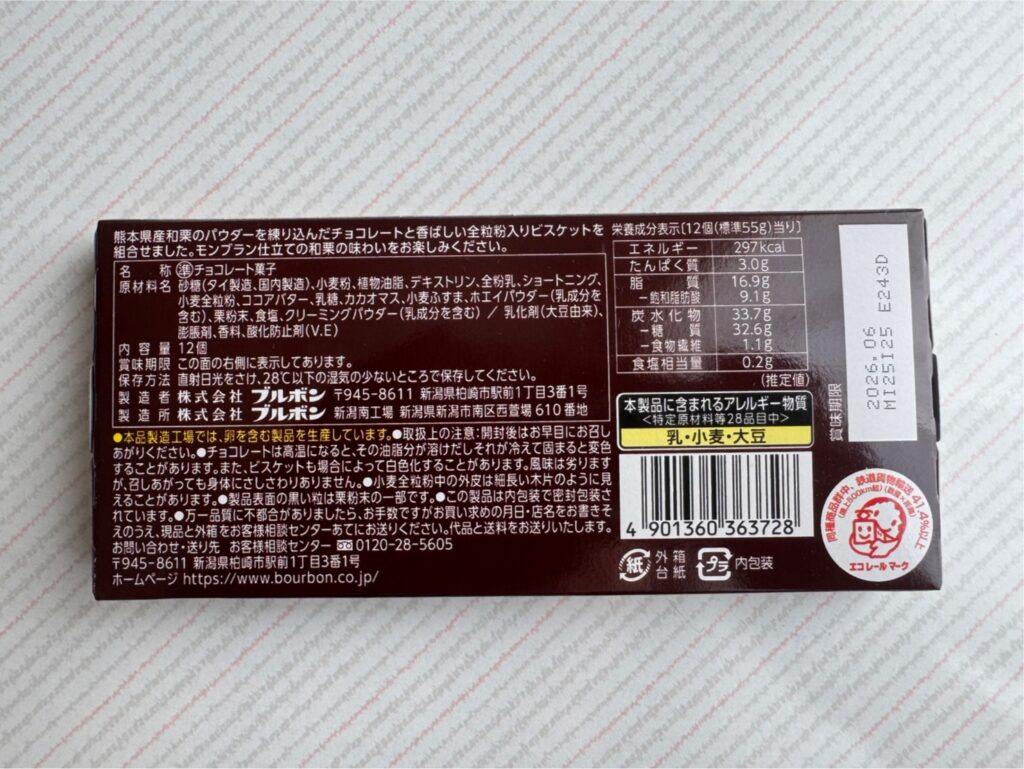 熊本県産和栗のパウダーを練り込んだチョコレートと香ばしい全粒粉入りビスケットを
組合せました。モンブラン仕立ての和栗の味わいをお楽しみください。
名 称 準チョコレート菓子
原材料名 砂糖(タイ製造、国内製造)、小麦粉、植物油脂、デキストリン、全粉乳、ショートニング、
小麦全粒粉、ココアバター、乳糖、カカオマス、小麦ふすま、ホエイパウダー(乳成分を
含む)、栗粉末、食塩、クリーミングパウダー(乳成分を含む) / 乳化剤(大豆由来)、
膨脹剤、香料、酸化防止剤(V.E)
内 容 量 12個
賞味期限 この面の右側に表示してあります。
保存方法 直射日光をさけ、28℃以下の湿気の少ないところで保存してください。
製 造 者 株式会社 ブルボン 〒945-8611 新潟県柏崎市駅前1丁目3番1号
製 造 所 株式会社 ブルボン 新潟南工場 新潟県新潟市南区西萱場 610番地
●本品製造工場では、卵を含む製品を生産しています。●取扱上の注意:開封後はお早目にお召し
あがりください。●チョコレートは高温になると、その油脂分が溶けだしそれが冷えて固まると変色
することがあります。また、ビスケットも場合によって白色化することがあります。風味は劣ります
が、召しあがっても身体にさしさわりありません。●小麦全粒粉中の外皮は細長い木片のように見
えることがあります。●製品表面の黒い粒は栗粉末の一部です。●この製品は内包装で密封包装さ
れています。●万一品質に不都合がありましたら、お手数ですがお買い求めの月日・店名をお書きそ
えのうえ、現品と外箱をお客様相談センターあてにお送りください。代品と送料をお送りいたします。
お問い合わせ・送り先 お客様相談センター 0120-28-5605
〒945-8611 新潟県柏崎市駅前1丁目3番1号
ホームページ https://www.bourbon.co.jp/
栄養成分表示[12個(標準55g)当り]
エネルギー 297kcal
たんぱく質 3.0g
脂 質 16.9g
-飽和脂肪酸 9.1g
炭水化物 33.7g
-糖 質 32.6g
-食物繊維 1.1g
食塩相当量 0.2g
(推定値)
本製品に含まれるアレルギー物質
<特定原材料等28品目中>
乳・小麦・大豆
4 901360 363728
紙 外箱 台紙 プラ 内包装
賞味期限
2026.06
MI25I25 E243D
同種商品群中、鉄道貨物輸送41.4%以上
(陸上500km超)(数量×距離)
エコレールマーク